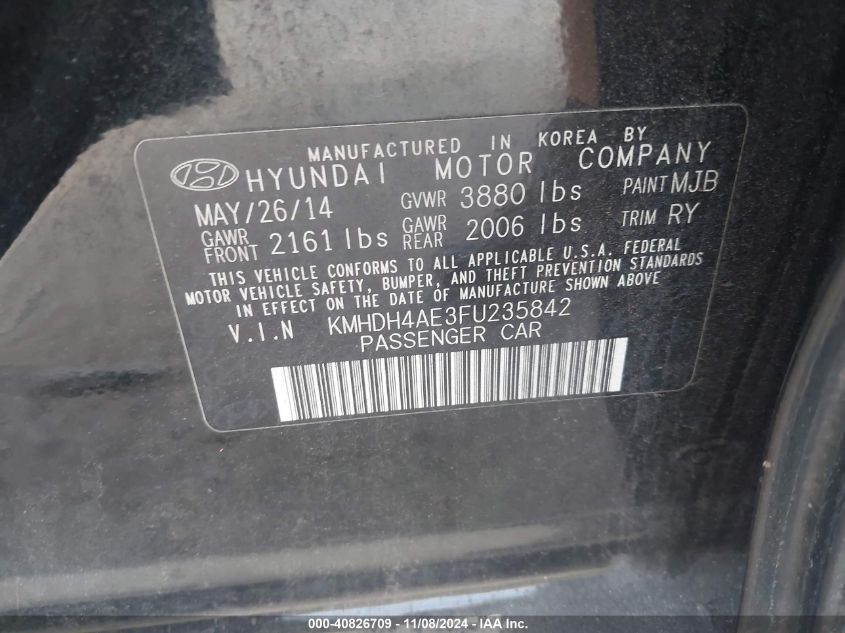 MANUFACTURED IN KOREA BY
HYUNDAI MOTOR COMPANY
MAY/26/14 GVWR 3880 lbs PAINT MJB
GAWR FRONT 2161 lbs GAWR REAR 2006 lbs TRIM RY
THIS VEHICLE CONFORMS TO ALL APPLICABLE U.S.A. FEDERAL
MOTOR VEHICLE SAFETY, BUMPER, AND THEFT PREVENTION STANDARDS
IN EFFECT ON THE DATE OF MANUFACTURE SHOWN ABOVE
V.I.N KMHDH4AE3FU235842
PASSENGER CAR
000-40826709 - 11/08/2024 - IAA Inc.